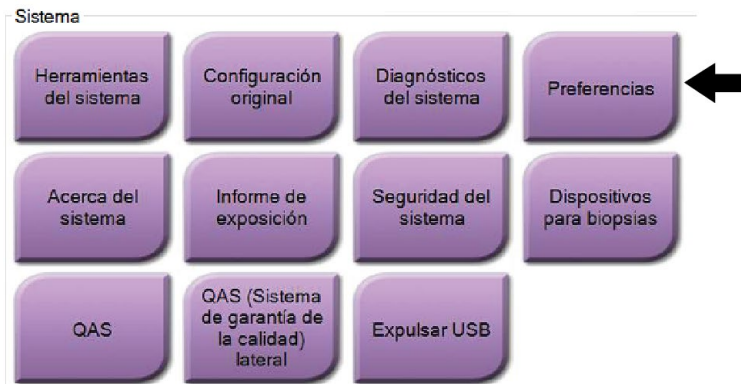 Sistema
Herramientas
del sistema
Configuración
original
Diagnósticos
del sistema
Preferencias
Acerca del
sistema
Informe de
exposición
Seguridad del
sistema
Dispositivos
para biopsias
QAS
QAS (Sistema
de garantía de
la calidad)
lateral
Expulsar USB